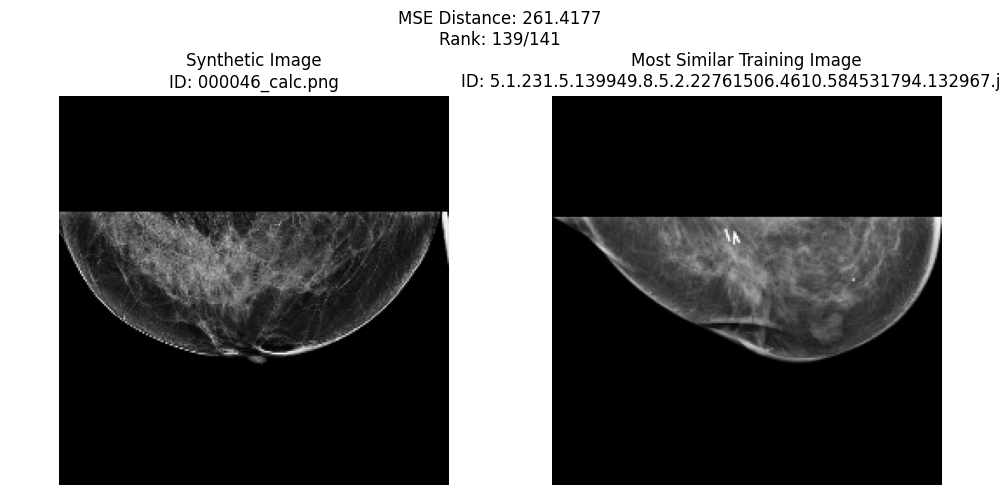 MSE Distance: 261.4177
Rank: 139/141
Synthetic Image
ID: 000046_calc.png
Most Similar Training Image
ID: 5.1.231.5.139949.8.5.2.22761506.4610.584531794.132967.j